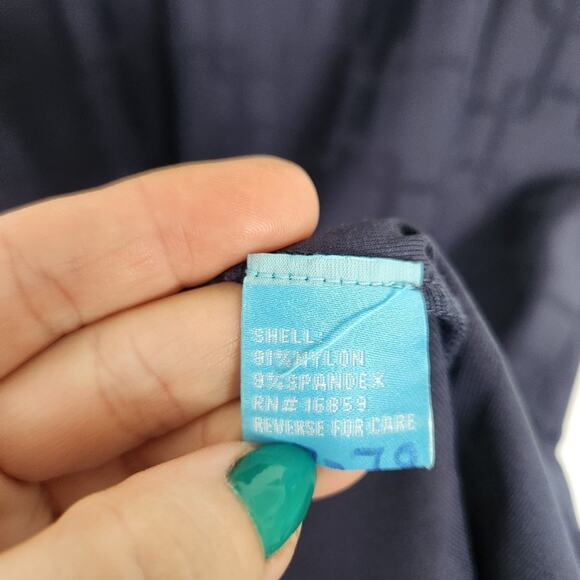 SHELL:
91%NYLON
9%SPANDEX
RN# 16859
REVERSE FOR CARE